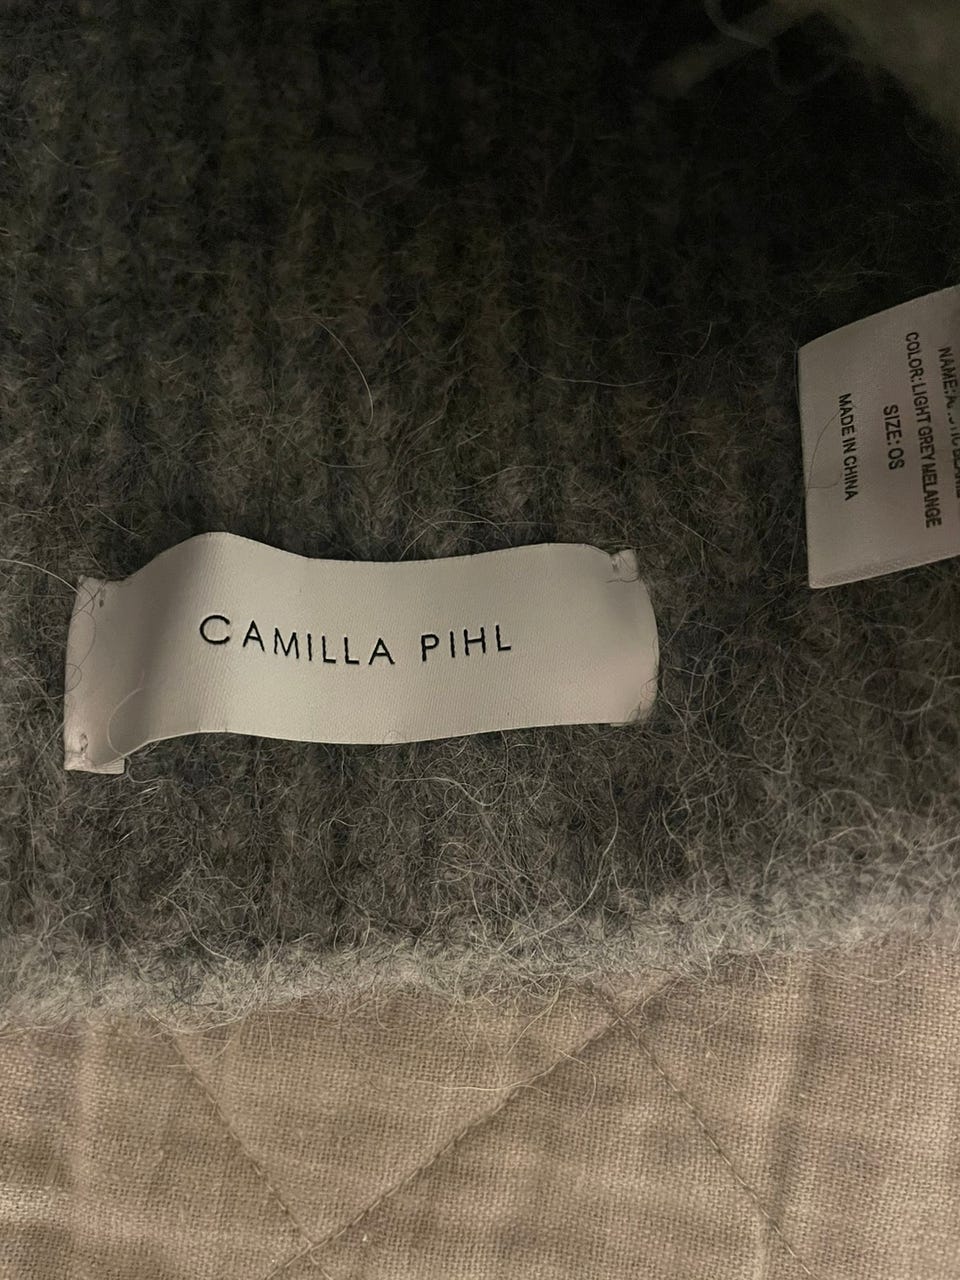 CAMILLA PIHL
NAME:
COLOR: LIGHT GREY MELANGE
SIZE: OS
MADE IN CHINA